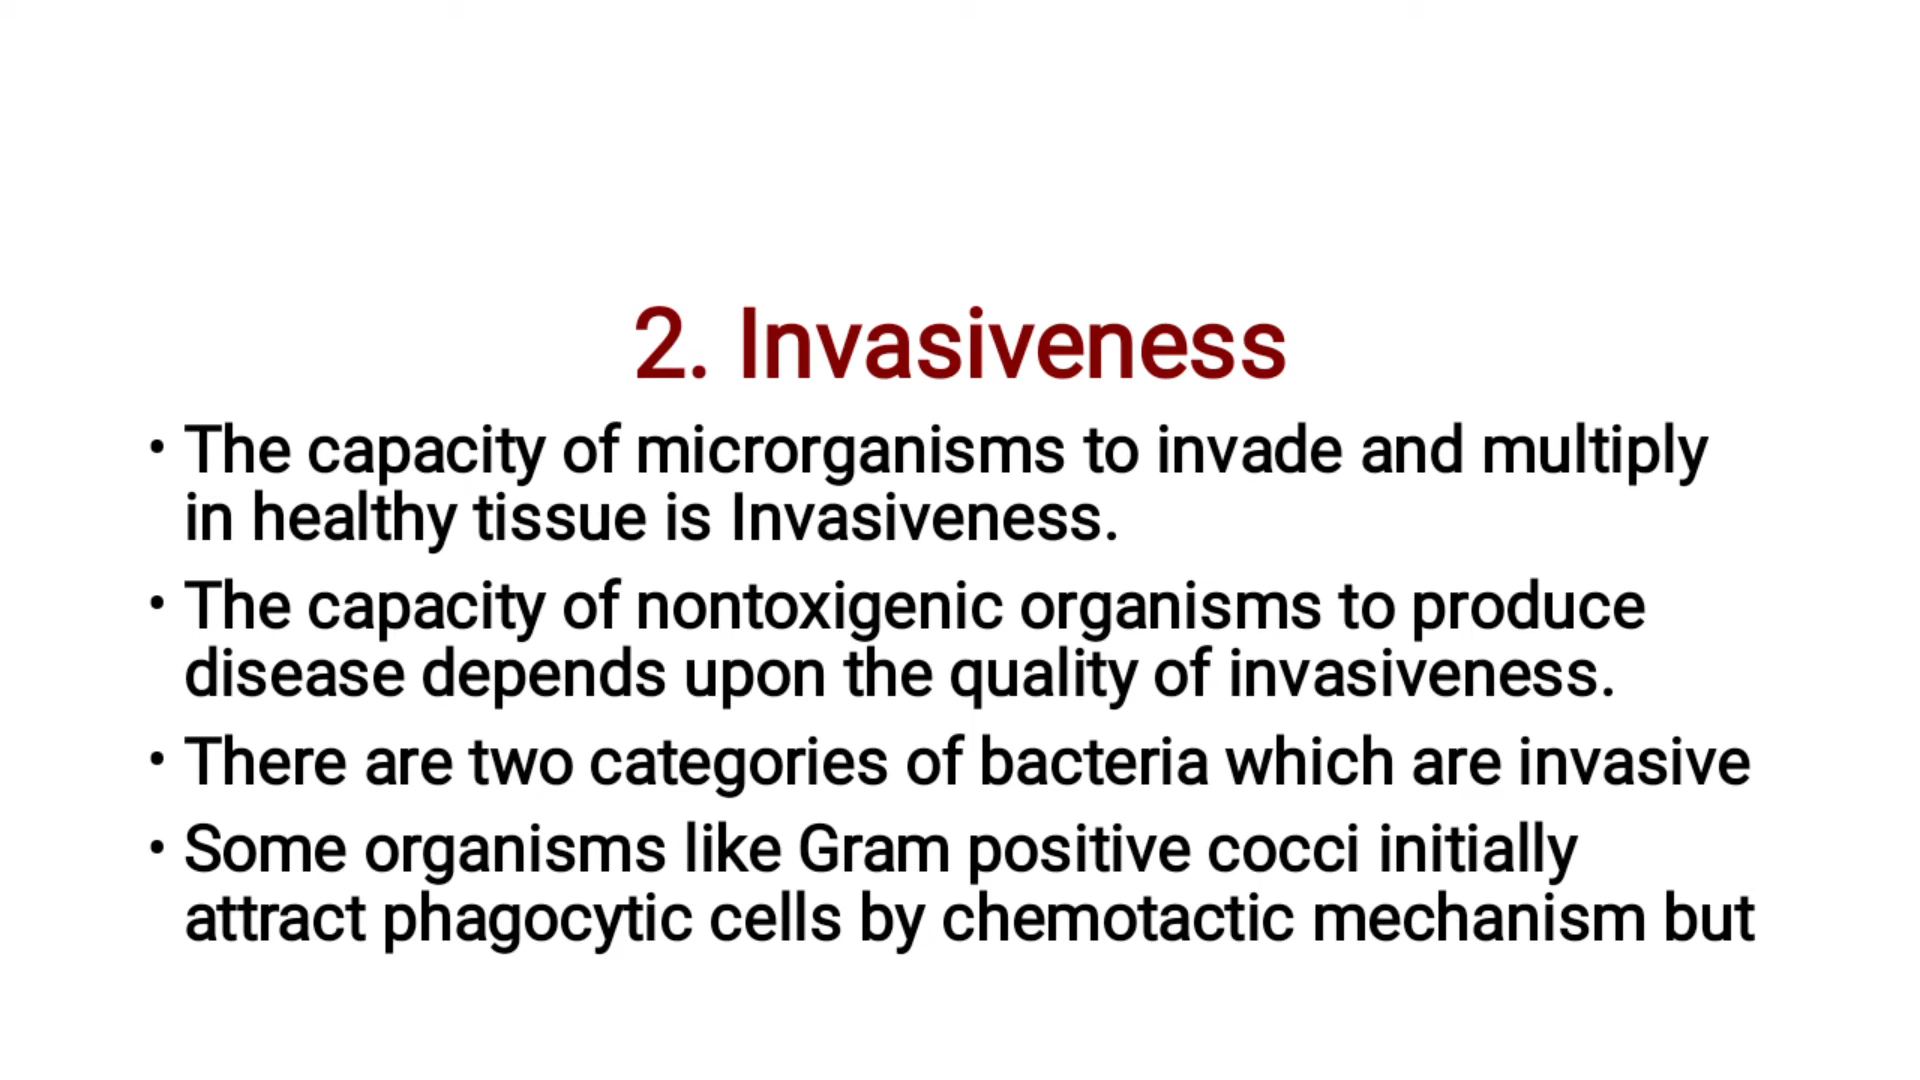 2. Invasiveness
• The capacity of microrganisms to invade and multiply
in healthy tissue is Invasiveness.
• The capacity of nontoxigenic organisms to produce
disease depends upon the quality of invasiveness.
• There are two categories of bacteria which are invasive
• Some organisms like Gram positive cocci initially
attract phagocytic cells by chemotactic mechanism but